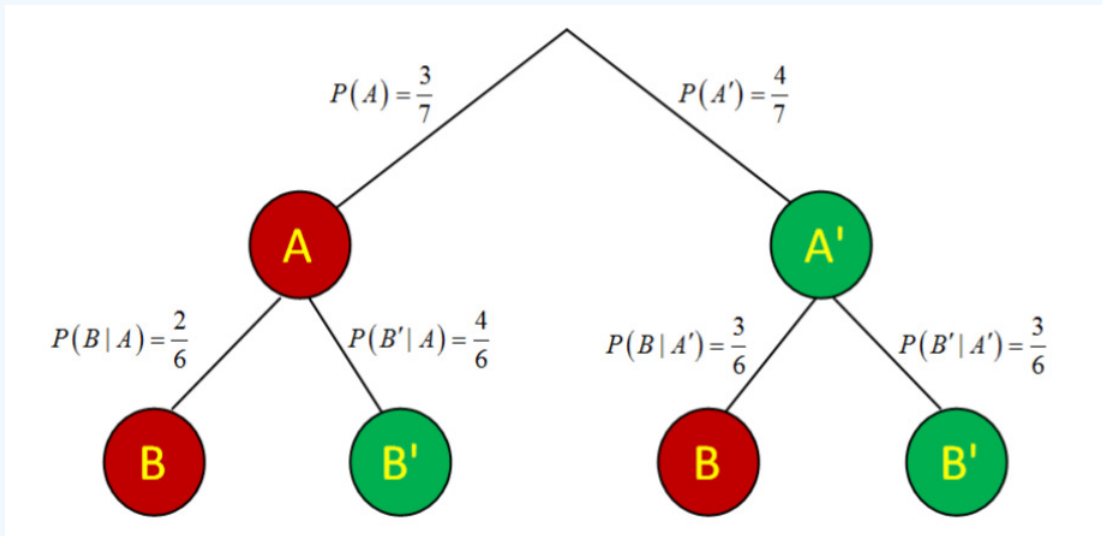 P(A) = 3/7
P(A') = 4/7
A
A'
P(B | A) = 2/6
P(B' | A) = 4/6
P(B | A') = 3/6
P(B' | A') = 3/6
B
B'
B
B'